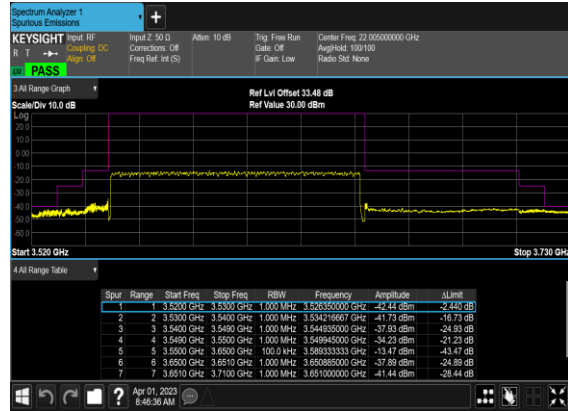 Spectrum Analyzer 1
Spurious Emissions
+
KEYSIGHT Input: RF Input Z: 50 Ω Atten: 10 dB Trig: Free Run Center Freq: 22.005000000 GHz
R T Coupling: DC Corrections: Off Gate: Off Avg|Hold: 100/100
Align: Off Freq Ref: Int (S) IF Gain: Low Radio Std: None
PASS
3 All Range Graph
Ref Lvl Offset 33.48 dB
Scale/Div 10.0 dB Ref Value 30.00 dBm
Log
20.0
10.0
0.00
-10.0
-20.0
-30.0
-40.0
-50.0
-60.0
Start 3.520 GHz Stop 3.730 GHz
4 All Range Table
Spur Range Start Freq Stop Freq RBW Frequency Amplitude ΔLimit
1 1 3.5200 GHz 3.5300 GHz 1.000 MHz 3.526350000 GHz -42.44 dBm -2.440 dB
2 2 3.5300 GHz 3.5400 GHz 1.000 MHz 3.534216667 GHz -41.73 dBm -16.73 dB
3 3 3.5400 GHz 3.5490 GHz 1.000 MHz 3.544935000 GHz -37.93 dBm -24.93 dB
4 4 3.5490 GHz 3.5500 GHz 1.000 MHz 3.549945000 GHz -34.23 dBm -21.23 dB
5 5 3.5500 GHz 3.6500 GHz 100.0 kHz 3.589333333 GHz -13.47 dBm -43.47 dB
6 6 3.6500 GHz 3.6510 GHz 1.000 MHz 3.650885000 GHz -37.89 dBm -24.89 dB
7 7 3.6510 GHz 3.7100 GHz 1.000 MHz 3.651000000 GHz -41.44 dBm -28.44 dB
? Apr 01, 2023
8:46:36 AM